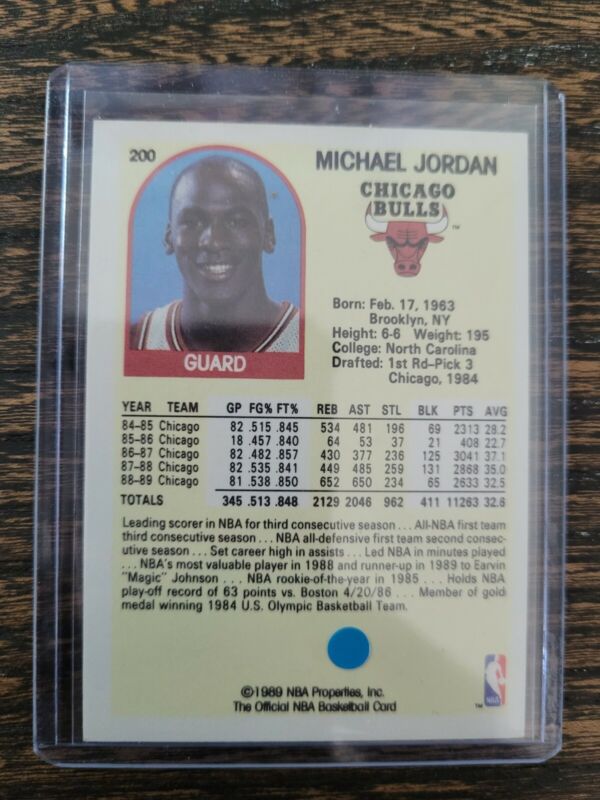 200
MICHAEL JORDAN
CHICAGO
BULLS
TM
Born: Feb. 17, 1963
Brooklyn, NY
Height: 6-6 Weight: 195
College: North Carolina
Drafted: 1st Rd-Pick 3
Chicago, 1984
GUARD
YEAR TEAM GP FG% FT% REB AST STL BLK PTS AVG
84-85 Chicago 82 .515 .845 534 481 196 69 2313 28.2
85-86 Chicago 18 .457 .840 64 53 37 21 408 22.7
86-87 Chicago 82 .482 .857 430 377 236 125 3041 37.1
87-88 Chicago 82 .535 .841 449 485 259 131 2868 35.0
88-89 Chicago 81 .538 .850 652 650 234 65 2633 32.5
TOTALS 345 .513 .848 2129 2046 962 411 11263 32.6
Leading scorer in NBA for third consecutive season . . . All-NBA first team
third consecutive season . . . NBA all-defensive first team second consec-
utive season . . . Set career high in assists . . . Led NBA in minutes played
. . . NBA's most valuable player in 1988 and runner-up in 1989 to Earvin
"Magic" Johnson . . . NBA rookie-of-the-year in 1985 . . . Holds NBA
play-off record of 63 points vs. Boston 4/20/86 . . . Member of gold
medal winning 1984 U.S. Olympic Basketball Team.
©1989 NBA Properties, Inc.
The Official NBA Basketball Card
TM
NBA